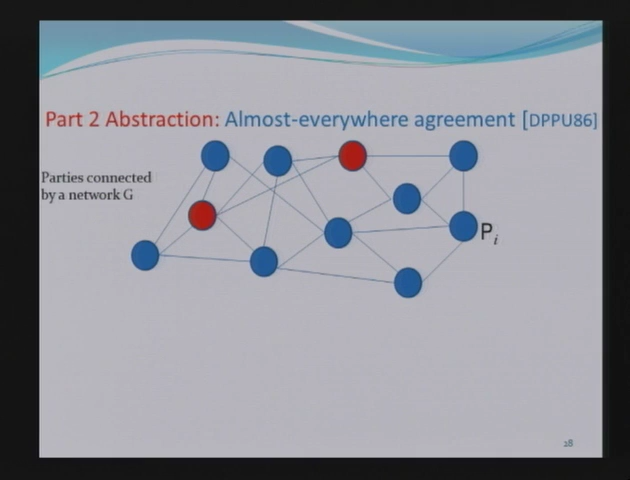 Part 2 Abstraction: Almost-everywhere agreement [DPPU86]
Parties connected
by a network G
Pi
28